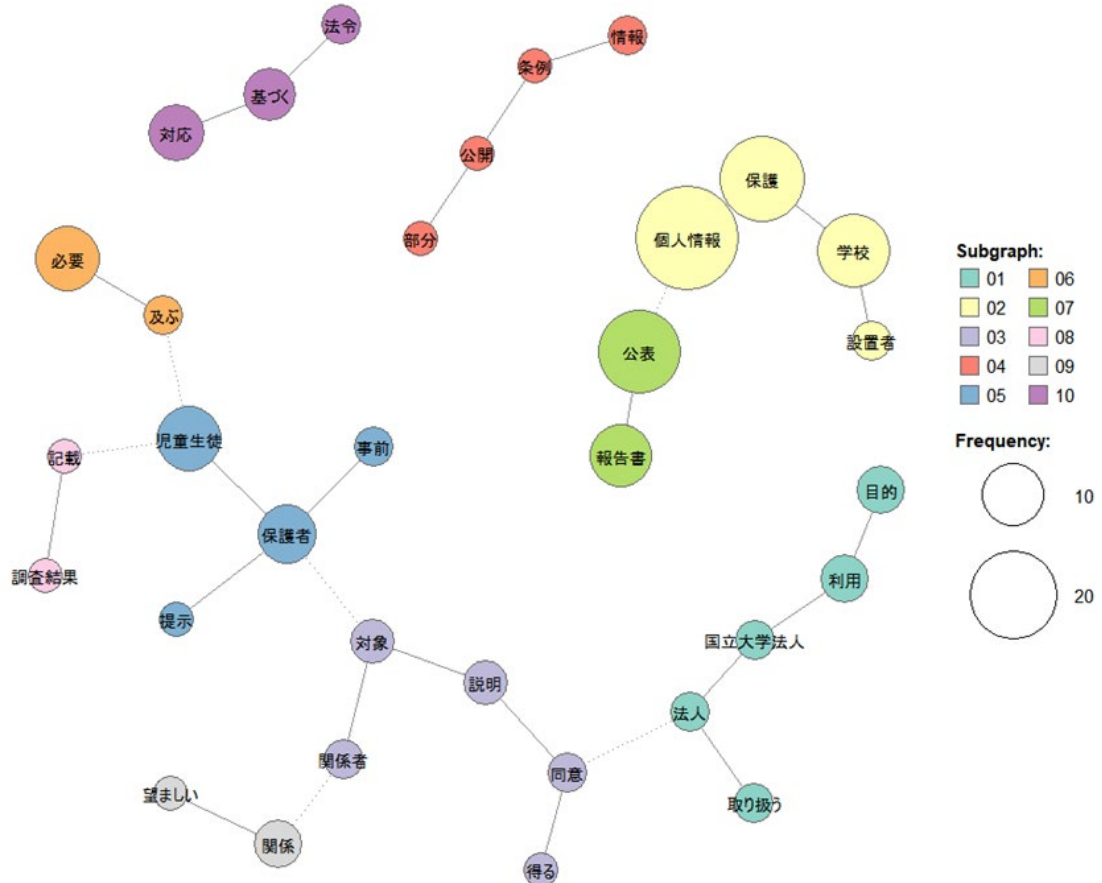 法令
情報
条例
基づく
対応
公開
保護
部分
個人情報
学校
必要
及ぶ
設置者
公表
児童生徒
事前
記載
報告書
目的
保護者
調査結果
利用
提示
対象
国立大学法人
説明
法人
関係者
同意
望ましい
取り扱う
関係
得る
Subgraph:
01 06
02 07
03 08
04 09
05 10
Frequency:
10
20